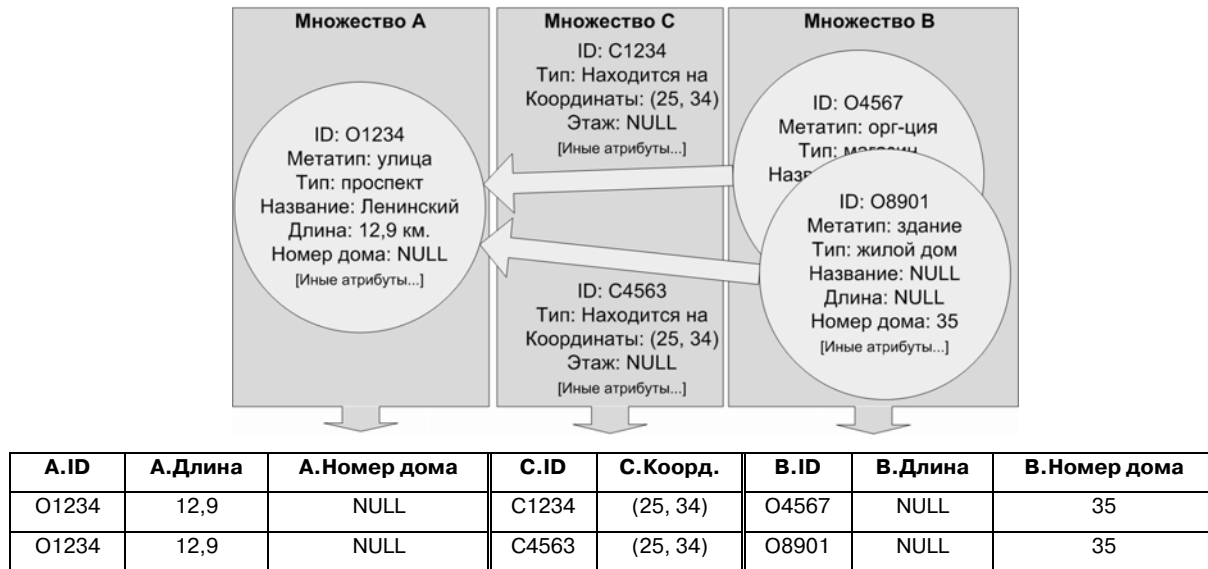 Множество A
ID: O1234
Метатип: улица
Тип: проспект
Название: Ленинский
Длина: 12,9 км.
Номер дома: NULL
[Иные атрибуты...]
Множество C
ID: C1234
Тип: Находится на
Координаты: (25, 34)
Этаж: NULL
[Иные атрибуты...]
ID: C4563
Тип: Находится на
Координаты: (25, 34)
Этаж: NULL
[Иные атрибуты...]
Множество B
ID: O4567
Метатип: орг-ция
Тип:
ID: O8901
Метатип: здание
Тип: жилой дом
Название: NULL
Длина: NULL
Номер дома: 35
[Иные атрибуты...]
A.ID A.Длина A.Номер дома C.ID C.Коорд. B.ID B.Длина B.Номер дома
O1234 12,9 NULL C1234 (25, 34) O4567 NULL 35
O1234 12,9 NULL C4563 (25, 34) O8901 NULL 35